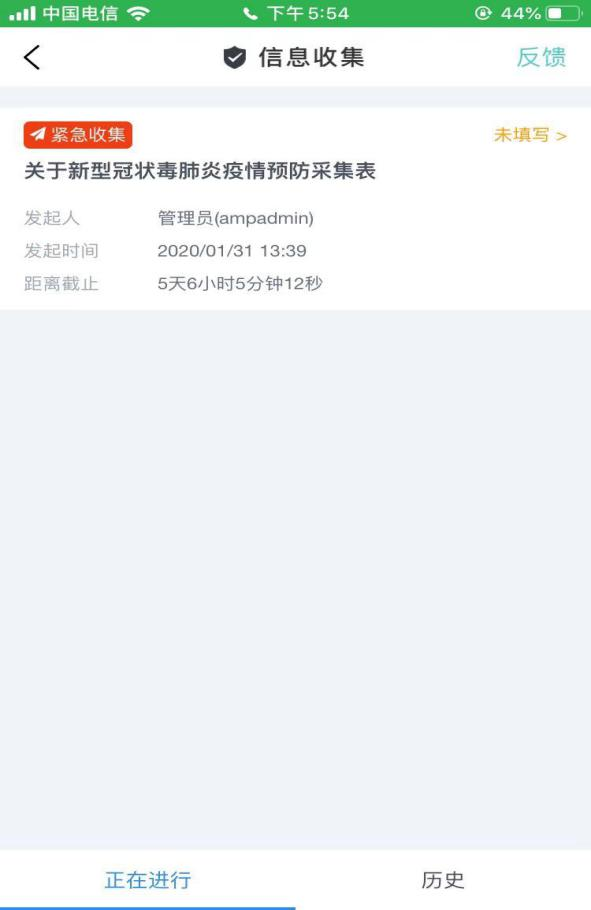 中国电信 下午5:54 44%
信息收集 反馈
紧急收集 未填写 >
关于新型冠状毒肺炎疫情预防采集表
发起人 管理员(ampadmin)
发起时间 2020/01/31 13:39
距离截止 5天6小时5分钟12秒
正在进行 历史